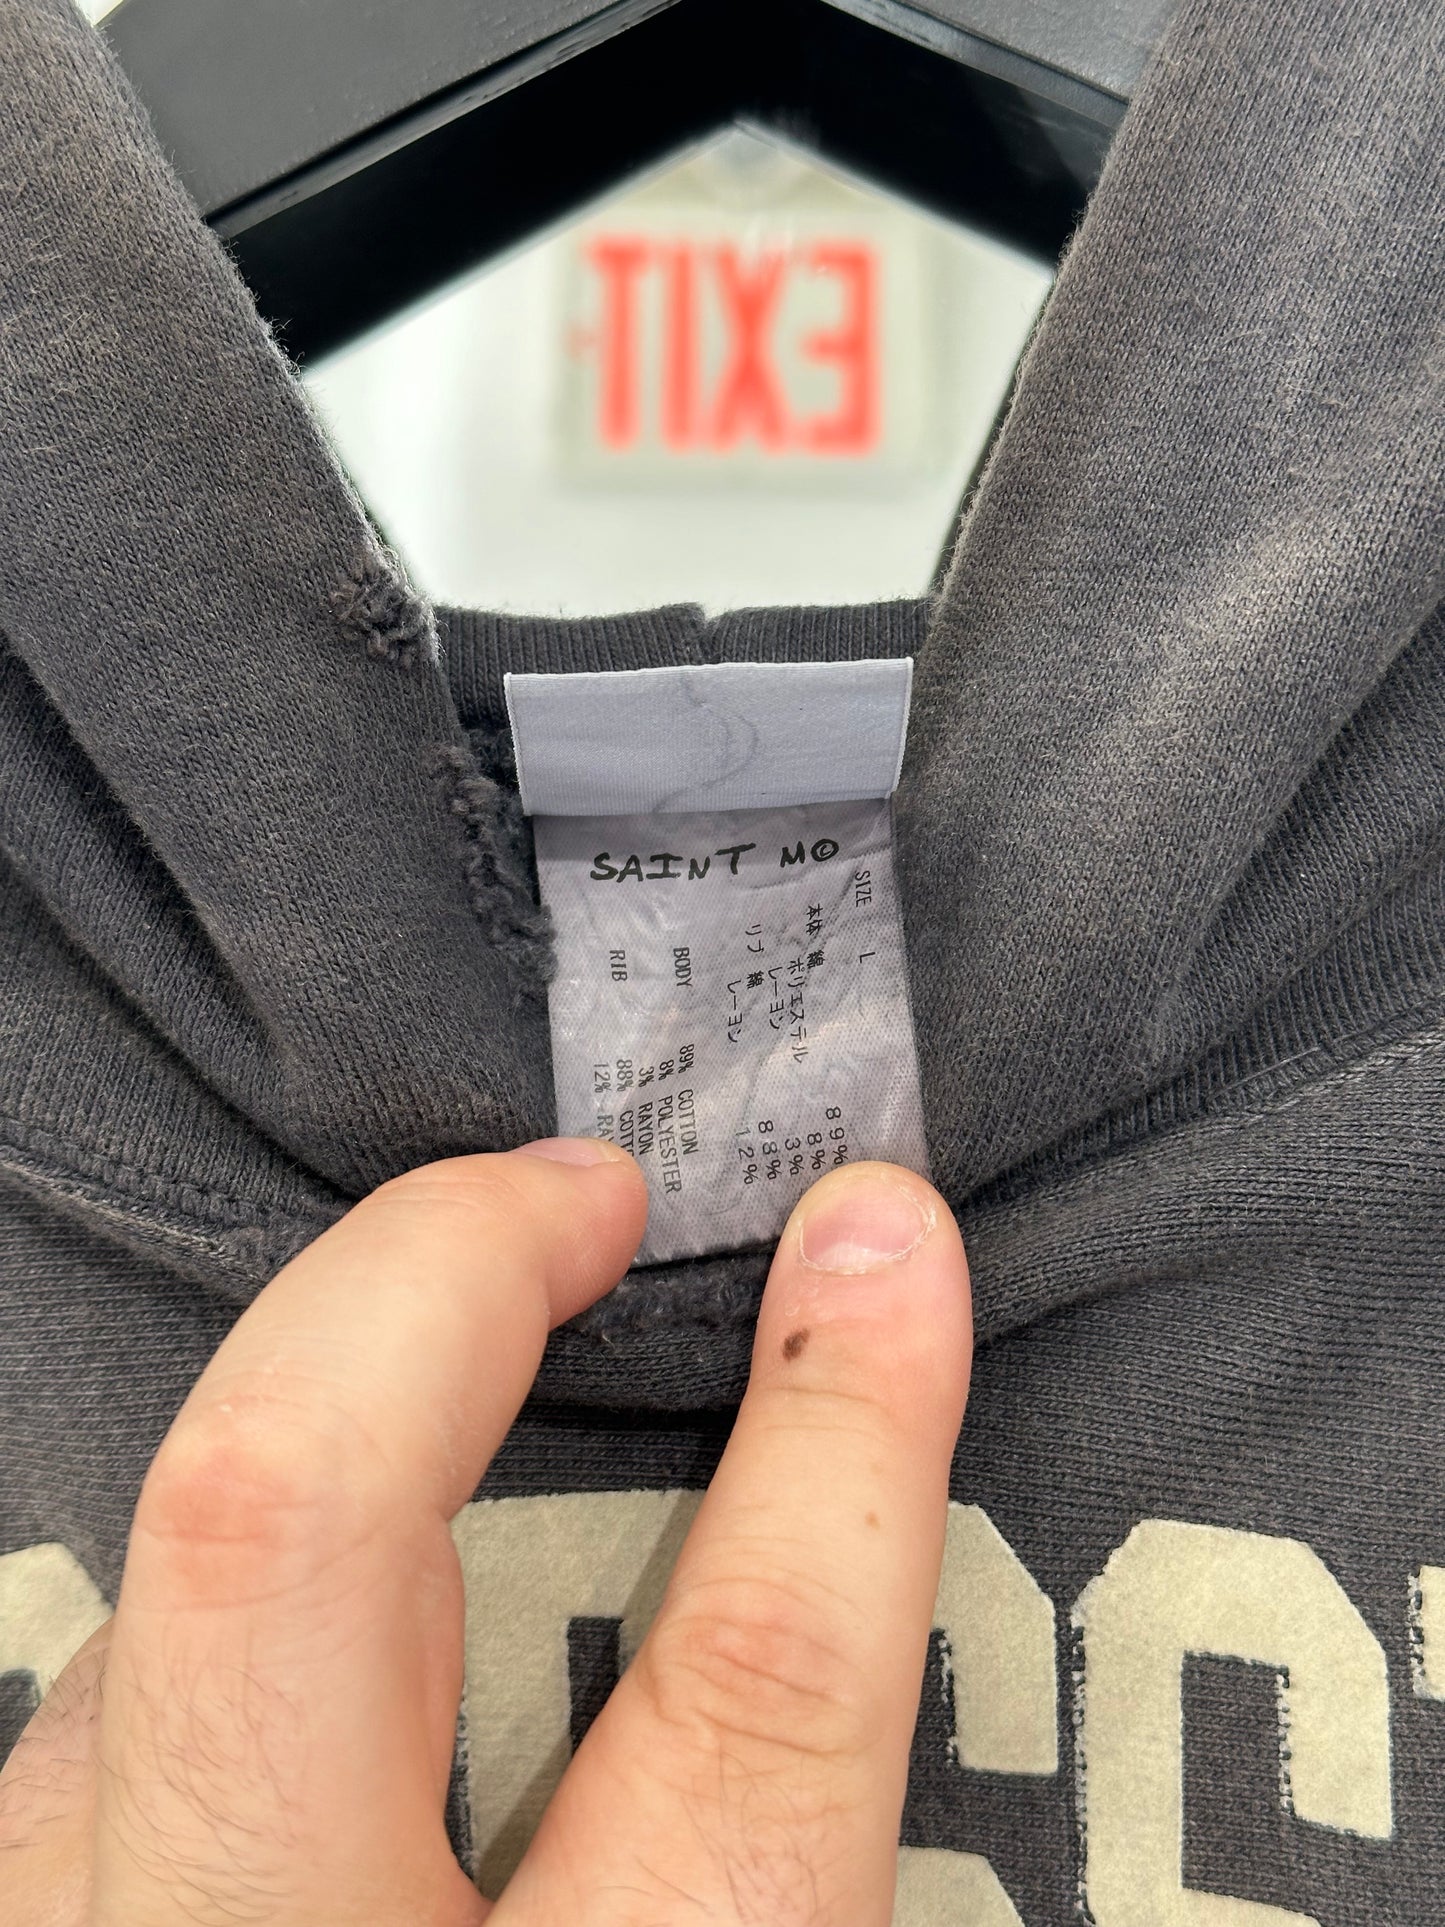 EXIT
SAINT M©
SIZE L
本体 綿 89%
ポリエステル 8%
レーヨン 3%
リブ 綿 88%
レーヨン 12%
BODY 89% COTTON
8% POLYESTER
3% RAYON
RIB 88%
12%